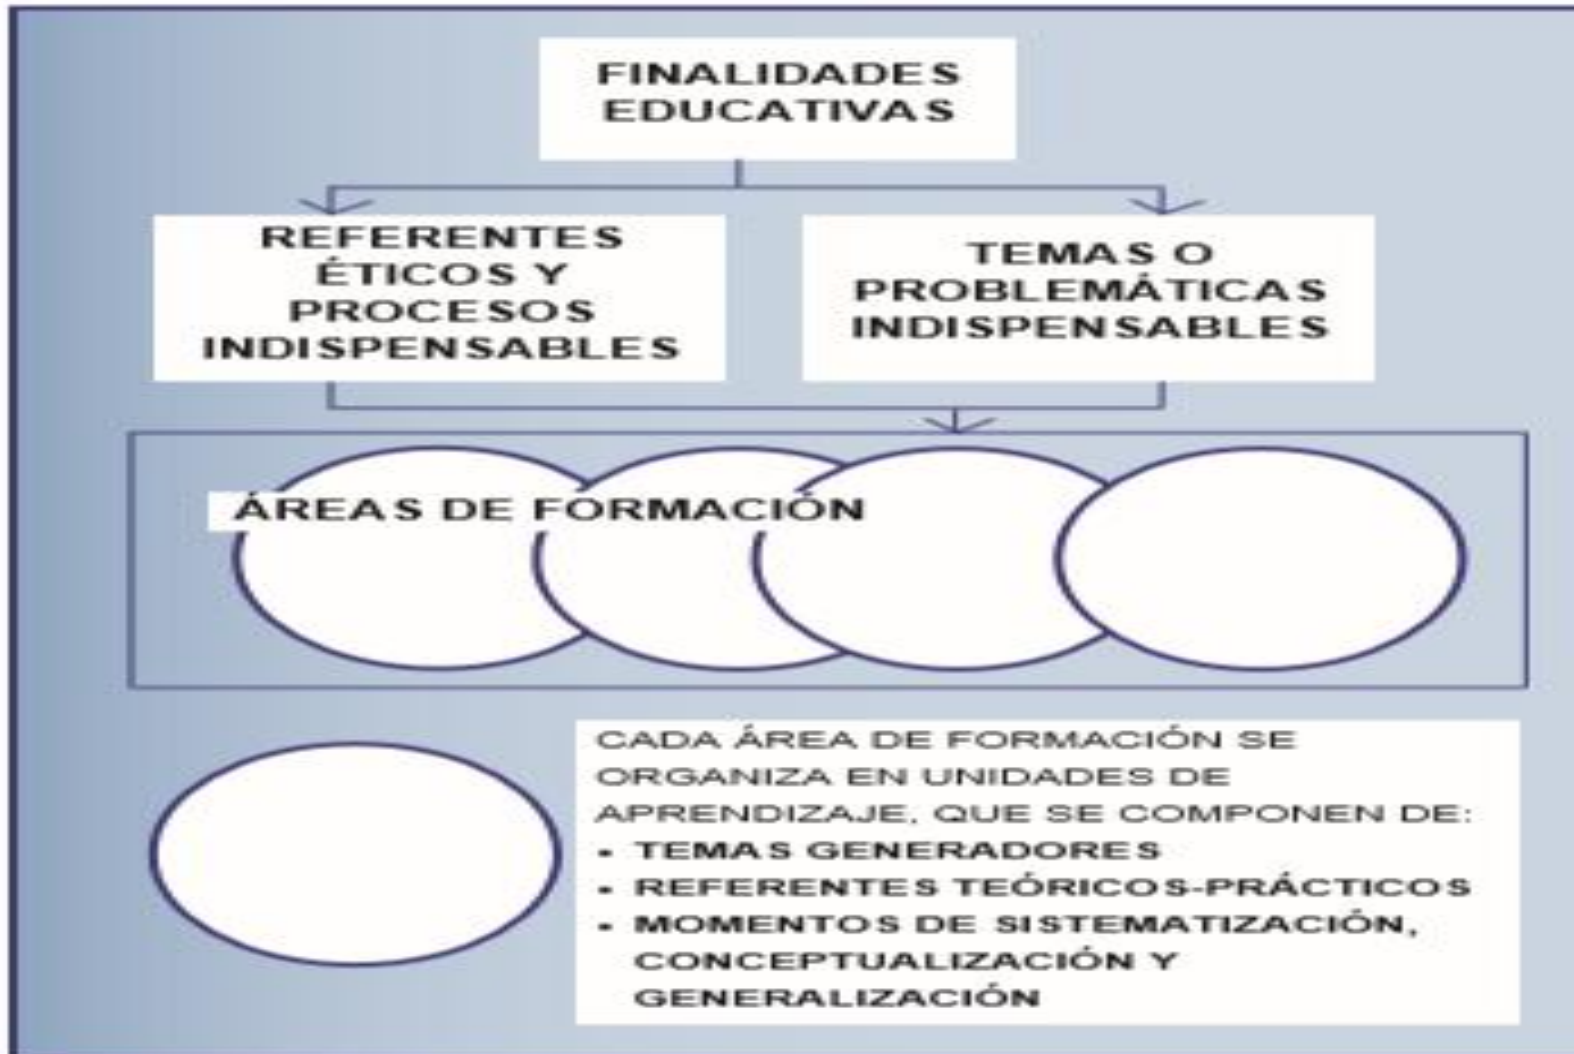 FINALIDADES
EDUCATIVAS
REFERENTES
ÉTICOS Y
PROCESOS
INDISPENSABLES
TEMAS O
PROBLEMÁTICAS
INDISPENSABLES
ÁREAS DE FORMACIÓN
CADA ÁREA DE FORMACIÓN SE
ORGANIZA EN UNIDADES DE
APRENDIZAJE, QUE SE COMPONEN DE:
• TEMAS GENERADORES
• REFERENTES TEÓRICOS-PRÁCTICOS
• MOMENTOS DE SISTEMATIZACIÓN,
CONCEPTUALIZACIÓN Y
GENERALIZACIÓN